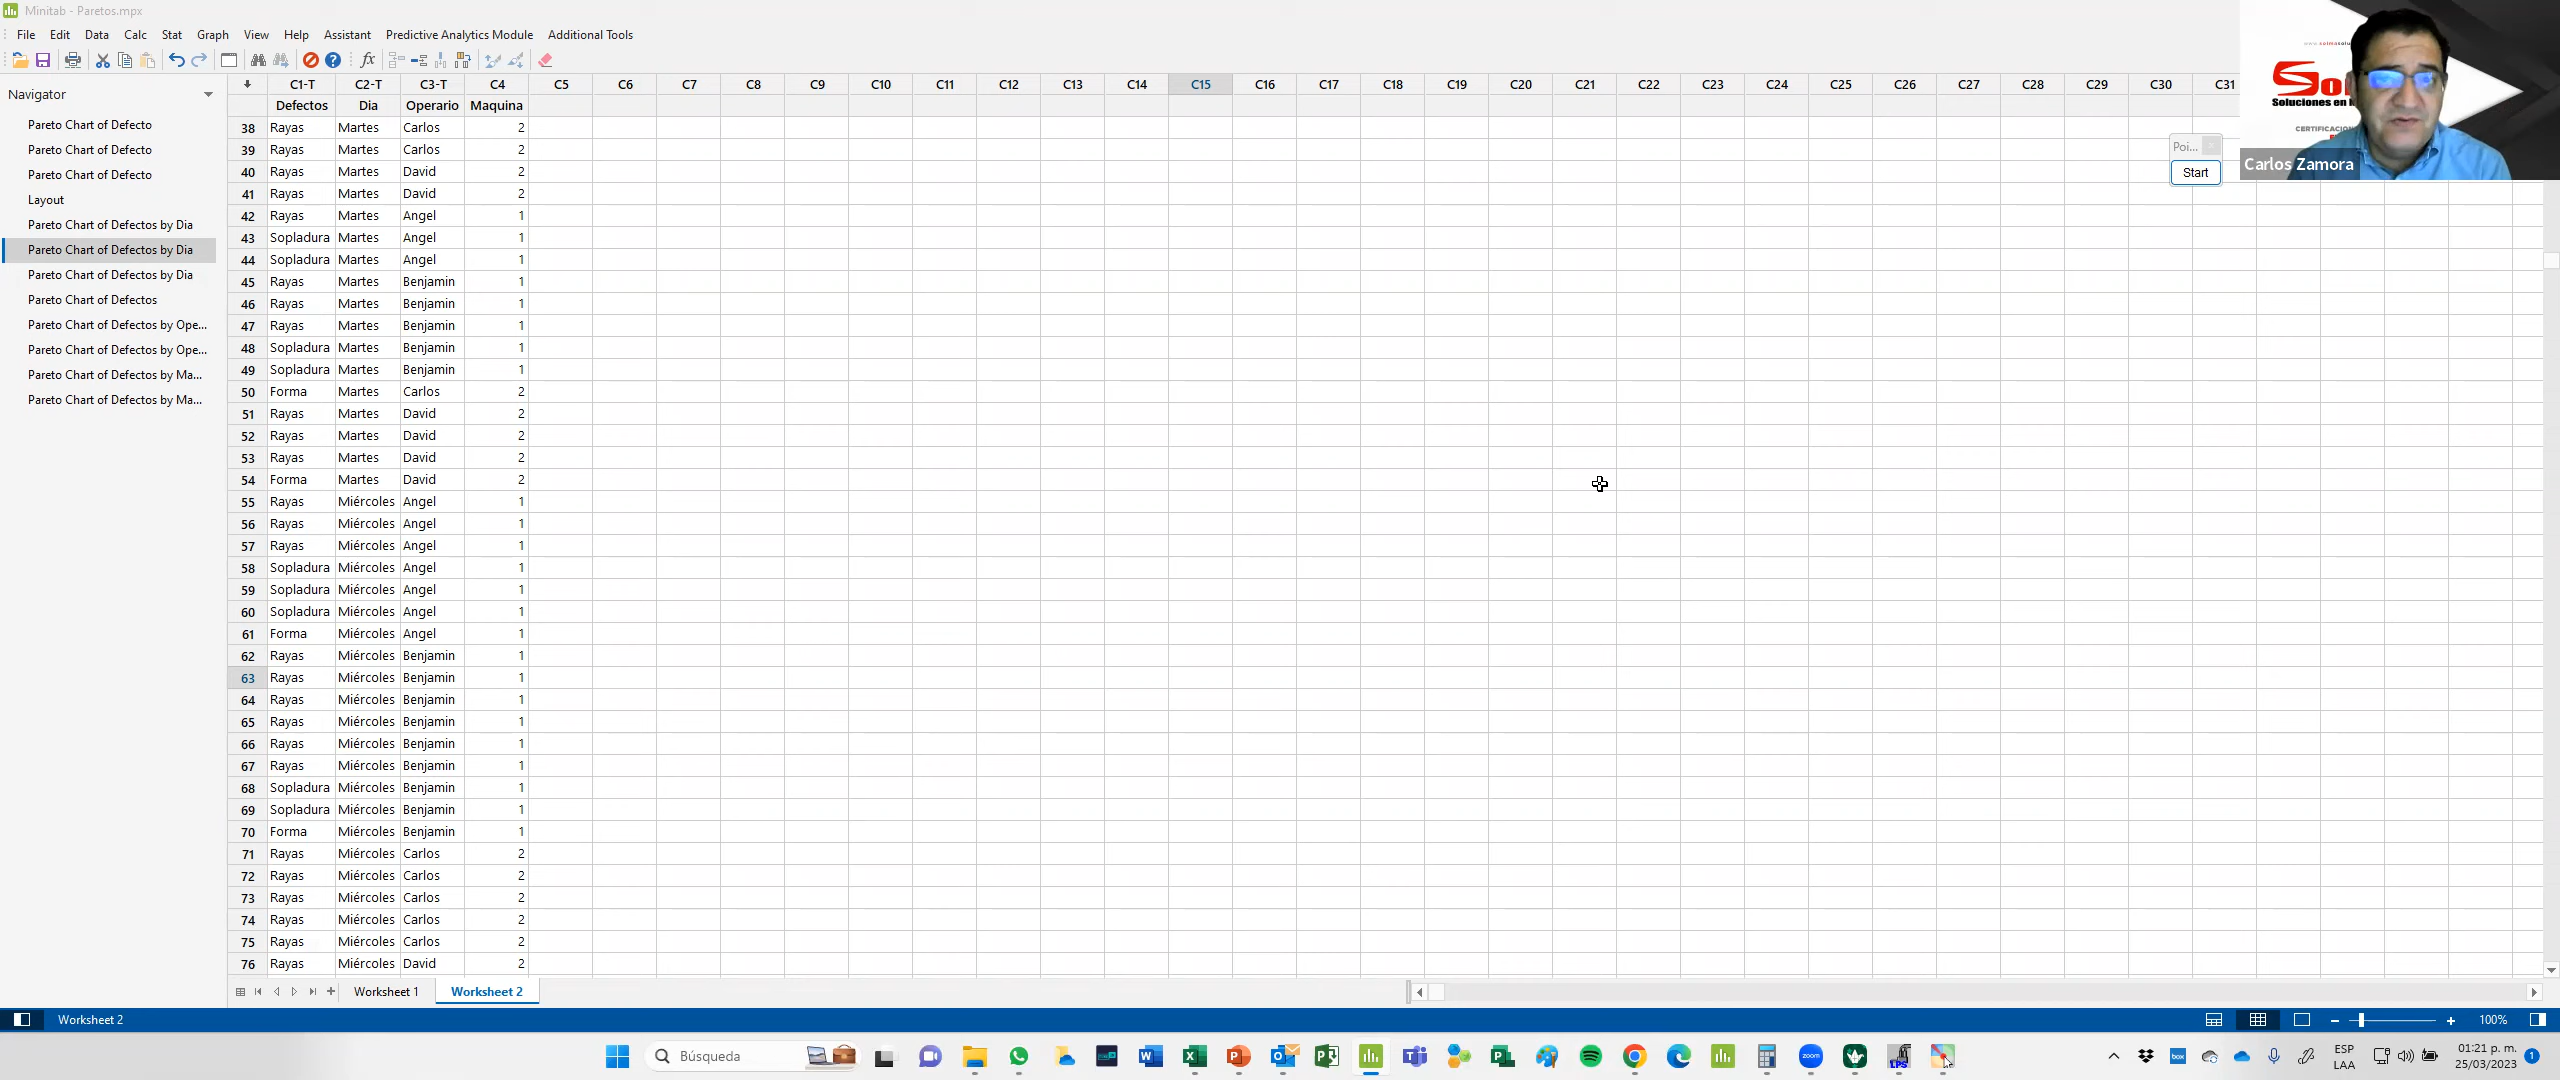 Minitab - Paretos.mpx
File Edit Data Calc Stat Graph View Help Assistant Predictive Analytics Module Additional Tools
Navigator
Pareto Chart of Defecto
Pareto Chart of Defecto
Pareto Chart of Defecto
Layout
Pareto Chart of Defectos by Dia
Pareto Chart of Defectos by Dia
Pareto Chart of Defectos by Dia
Pareto Chart of Defectos
Pareto Chart of Defectos by Ope...
Pareto Chart of Defectos by Ope...
Pareto Chart of Defectos by Ma...
Pareto Chart of Defectos by Ma...
C1-T C2-T C3-T C4 C5 C6 C7 C8 C9 C10 C11 C12 C13 C14 C15 C16 C17 C18 C19 C20 C21 C22 C23 C24 C25 C26 C27 C28 C29 C30 C31
Defectos Dia Operario Maquina
38 Rayas Martes Carlos 2
39 Rayas Martes Carlos 2
40 Rayas Martes David 2
41 Rayas Martes David 2
42 Rayas Martes Angel 1
43 Sopladura Martes Angel 1
44 Sopladura Martes Angel 1
45 Rayas Martes Benjamin 1
46 Rayas Martes Benjamin 1
47 Rayas Martes Benjamin 1
48 Sopladura Martes Benjamin 1
49 Sopladura Martes Benjamin 1
50 Forma Martes Carlos 2
51 Rayas Martes David 2
52 Rayas Martes David 2
53 Rayas Martes David 2
54 Forma Martes David 2
55 Rayas Miércoles Angel 1
56 Rayas Miércoles Angel 1
57 Rayas Miércoles Angel 1
58 Sopladura Miércoles Angel 1
59 Sopladura Miércoles Angel 1
60 Sopladura Miércoles Angel 1
61 Forma Miércoles Angel 1
62 Rayas Miércoles Benjamin 1
63 Rayas Miércoles Benjamin 1
64 Rayas Miércoles Benjamin 1
65 Rayas Miércoles Benjamin 1
66 Rayas Miércoles Benjamin 1
67 Rayas Miércoles Benjamin 1
68 Sopladura Miércoles Benjamin 1
69 Sopladura Miércoles Benjamin 1
70 Forma Miércoles Benjamin 1
71 Rayas Miércoles Carlos 2
72 Rayas Miércoles Carlos 2
73 Rayas Miércoles Carlos 2
74 Rayas Miércoles Carlos 2
75 Rayas Miércoles Carlos 2
76 Rayas Miércoles David 2
Soluciones en
Poi...
Start
Carlos Zamora
Worksheet 1 Worksheet 2
Worksheet 2
100%
Búsqueda
zoom
box
ESP
LAA
01:21 p. m.
25/03/2023
1